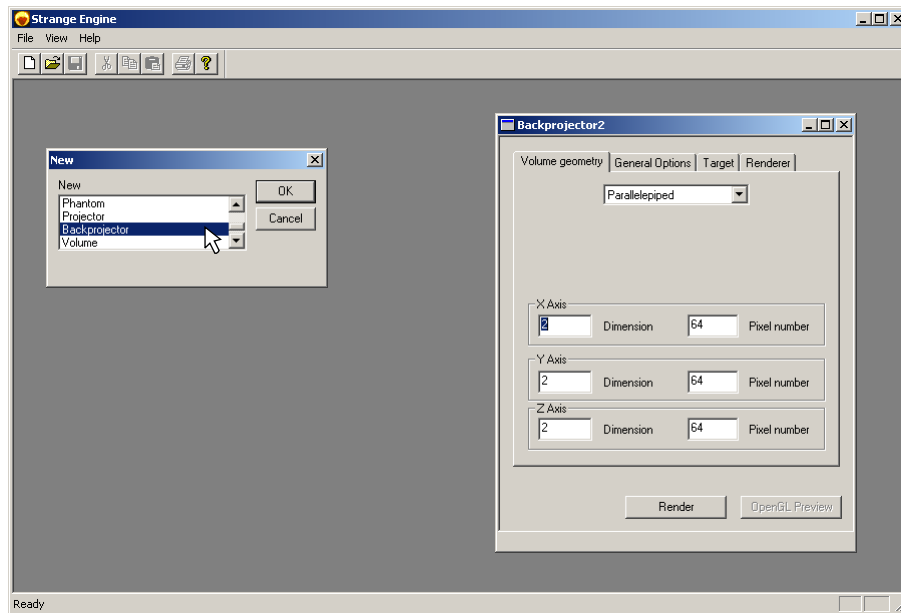 Strange Engine
File View Help
New
New
Phantom
Projector
Backprojector
Volume
OK
Cancel
Backprojector2
Volume geometry General Options Target Renderer
Parallelepiped
X Axis
2 Dimension 64 Pixel number
Y Axis
2 Dimension 64 Pixel number
Z Axis
2 Dimension 64 Pixel number
Render OpenGL Preview
Ready